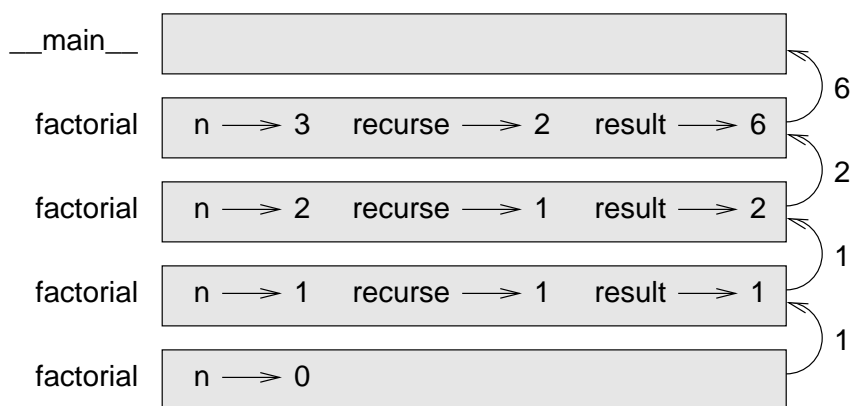 __main__
6
factorial n 3 recurse 2 result 6
2
factorial n 2 recurse 1 result 2
1
factorial n 1 recurse 1 result 1
1
factorial n 0